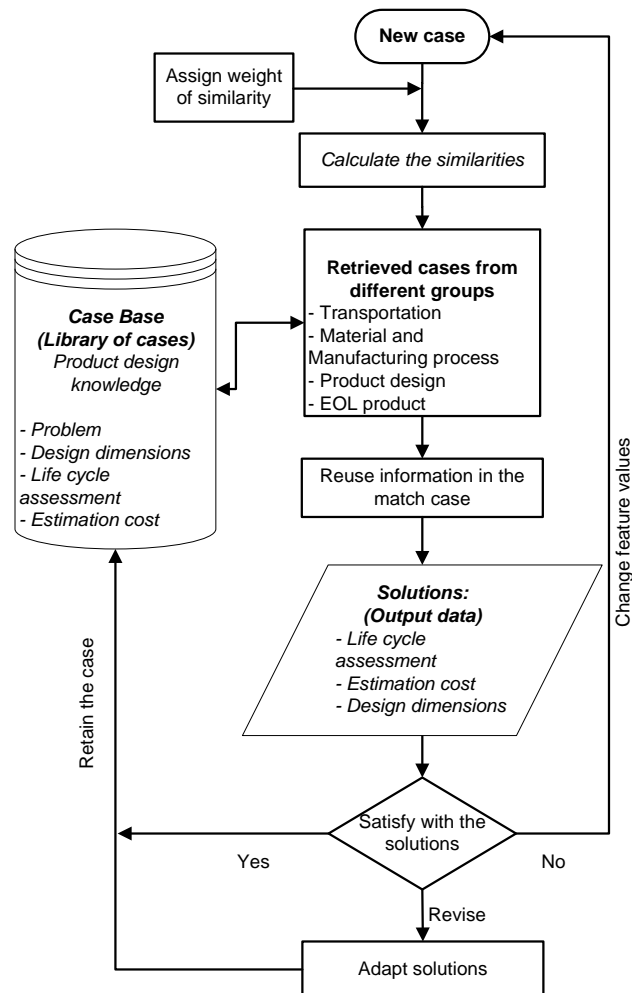 New case
Assign weight
of similarity
Calculate the similarities
Retrieved cases from
different groups
- Transportation
- Material and
Manufacturing process
- Product design
- EOL product
Case Base
(Library of cases)
Product design
knowledge
- Problem
- Design dimensions
- Life cycle
assessment
- Estimation cost
Reuse information in the
match case
Solutions:
(Output data)
- Life cycle
assessment
- Estimation cost
- Design dimensions
Change feature values
Retain the case
Satisfy with the
solutions
Yes
No
Revise
Adapt solutions